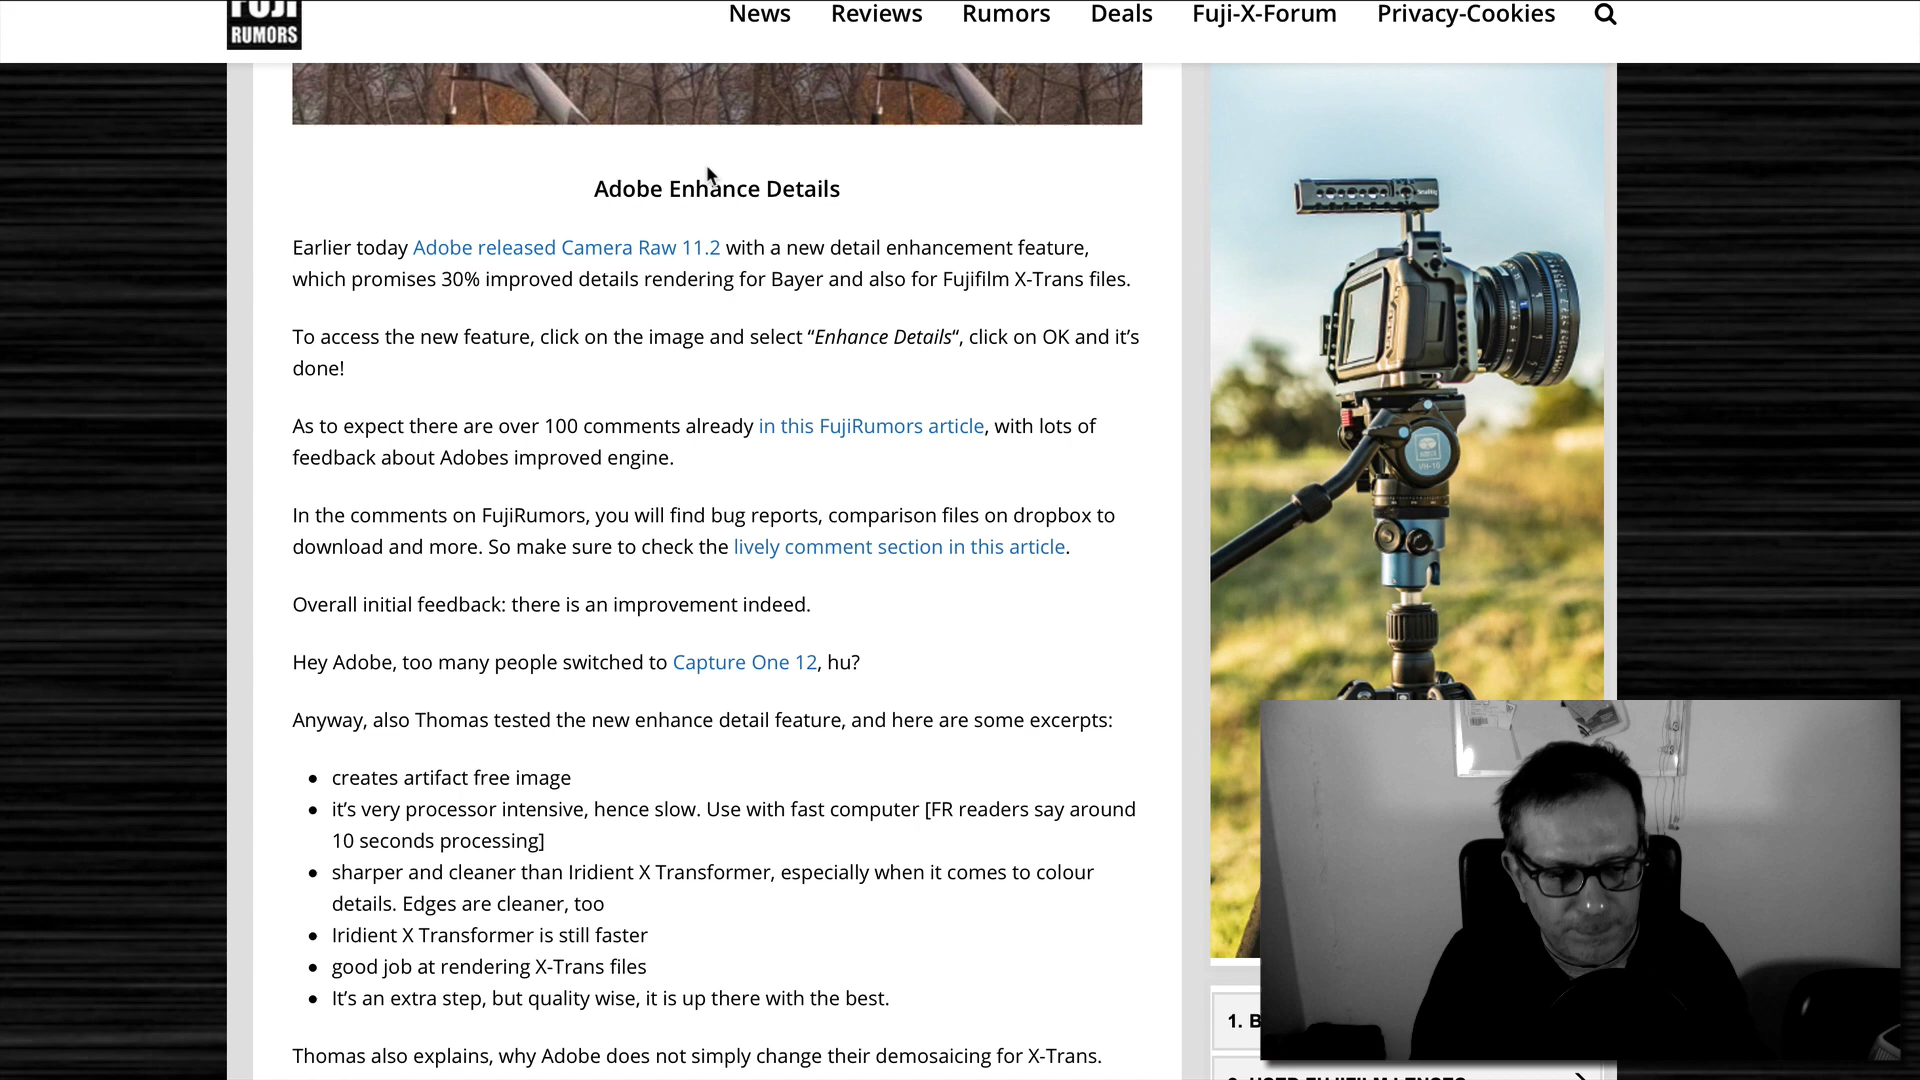 FUJI
RUMORS
News Reviews Rumors Deals Fuji-X-Forum Privacy-Cookies
Adobe Enhance Details
Earlier today Adobe released Camera Raw 11.2 with a new detail enhancement feature,
which promises 30% improved details rendering for Bayer and also for Fujifilm X-Trans files.
To access the new feature, click on the image and select “Enhance Details“, click on OK and it’s
done!
As to expect there are over 100 comments already in this FujiRumors article, with lots of
feedback about Adobes improved engine.
In the comments on FujiRumors, you will find bug reports, comparison files on dropbox to
download and more. So make sure to check the lively comment section in this article.
Overall initial feedback: there is an improvement indeed.
Hey Adobe, too many people switched to Capture One 12, hu?
Anyway, also Thomas tested the new enhance detail feature, and here are some excerpts:
• creates artifact free image
• it’s very processor intensive, hence slow. Use with fast computer [FR readers say around
10 seconds processing]
• sharper and cleaner than Iridient X Transformer, especially when it comes to colour
details. Edges are cleaner, too
• Iridient X Transformer is still faster
• good job at rendering X-Trans files
• It’s an extra step, but quality wise, it is up there with the best.
Thomas also explains, why Adobe does not simply change their demosaicing for X-Trans.
VH-10
1. B